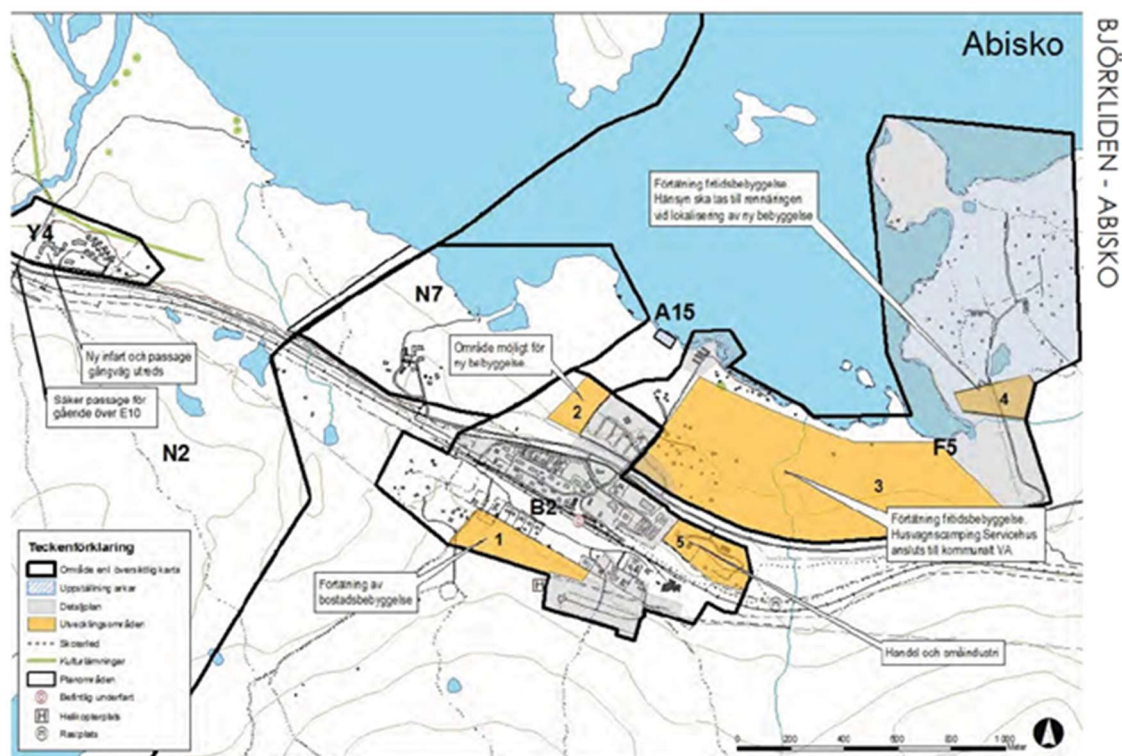 Abisko
BJÖRKLIDEN - ABISKO
Förtätning fritidsbebyggelse.
Hänsyn ska tas till rennäringen
vid lokalisering av ny bebyggelse
Y4
N7
A15
Område möjligt för
ny bebyggelse.
Ny infart och passage
gångväg utreds
Säker passage för
gående över E10
2
4
N2
F5
3
B2
1
5
Förtätning fritidsbebyggelse.
Husvagnscamping Servicehus
ansluts till kommunalt VA
Förtätning av
bostadsbebyggelse
H
R
Handel och småindustri
Teckenförklaring
Område enl översiktlig karta
Uppställning arkar
Detaljplan
Utvecklingsområden
Skoterled
Kulturlämningar
Planområden
Befintlig underfart
H Helikopterplats
R Rastplats
0 200 400 600 800 1 000
Meter